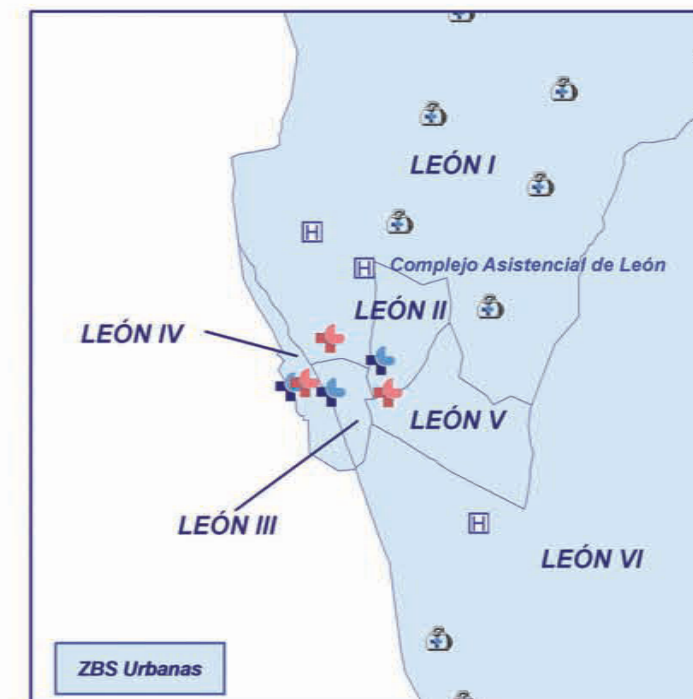 LEÓN I
H
H
Complejo Asistencial de León
LEÓN II
LEÓN IV
LEÓN V
LEÓN III
H
LEÓN VI
ZBS Urbanas